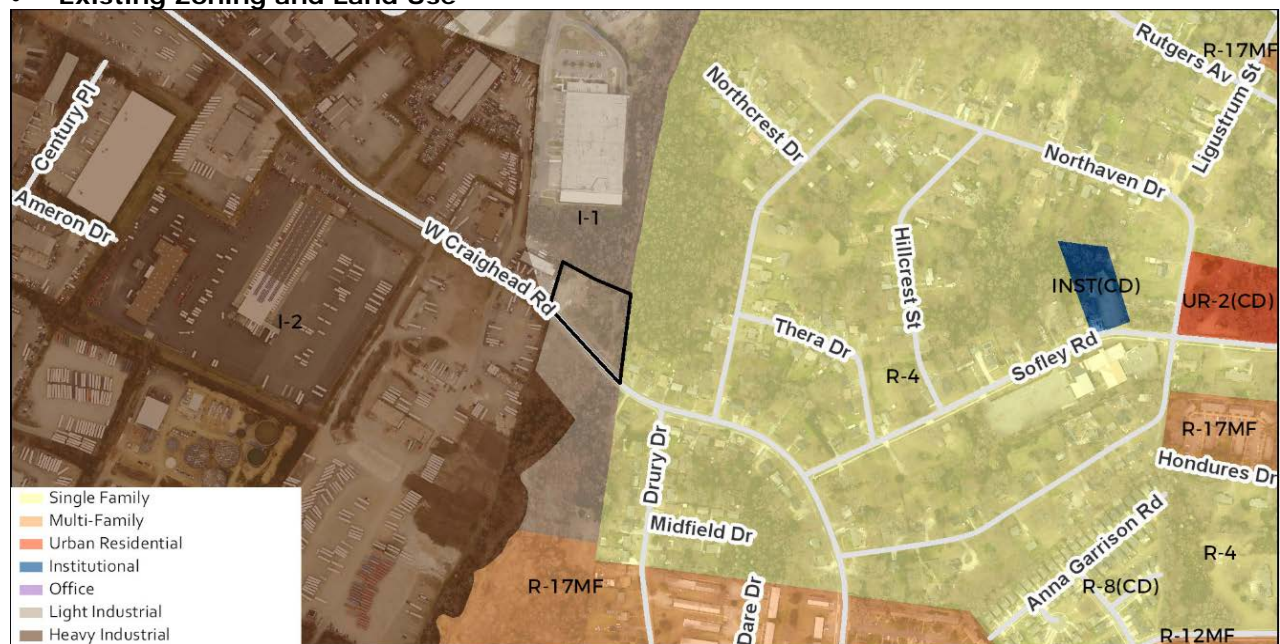 • Existing Zoning and Land Use
Rutgers Av
R-17MF
Ligustrum St
Northcrest Dr
Century Pl
Northaven Dr
Ameron Dr
I-1
W Craighead Rd
Hillcrest St
INST(CD)
UR-2(CD)
I-2
Thera Dr
Sofley Rd
R-4
R-17MF
Drury Dr
Hondures Dr
Single Family
Multi-Family
Urban Residential
Institutional
Office
Light Industrial
Heavy Industrial
Midfield Dr
Anna Garrison Rd
R-4
R-17MF
Dare Dr
R-8(CD)
R-12MF